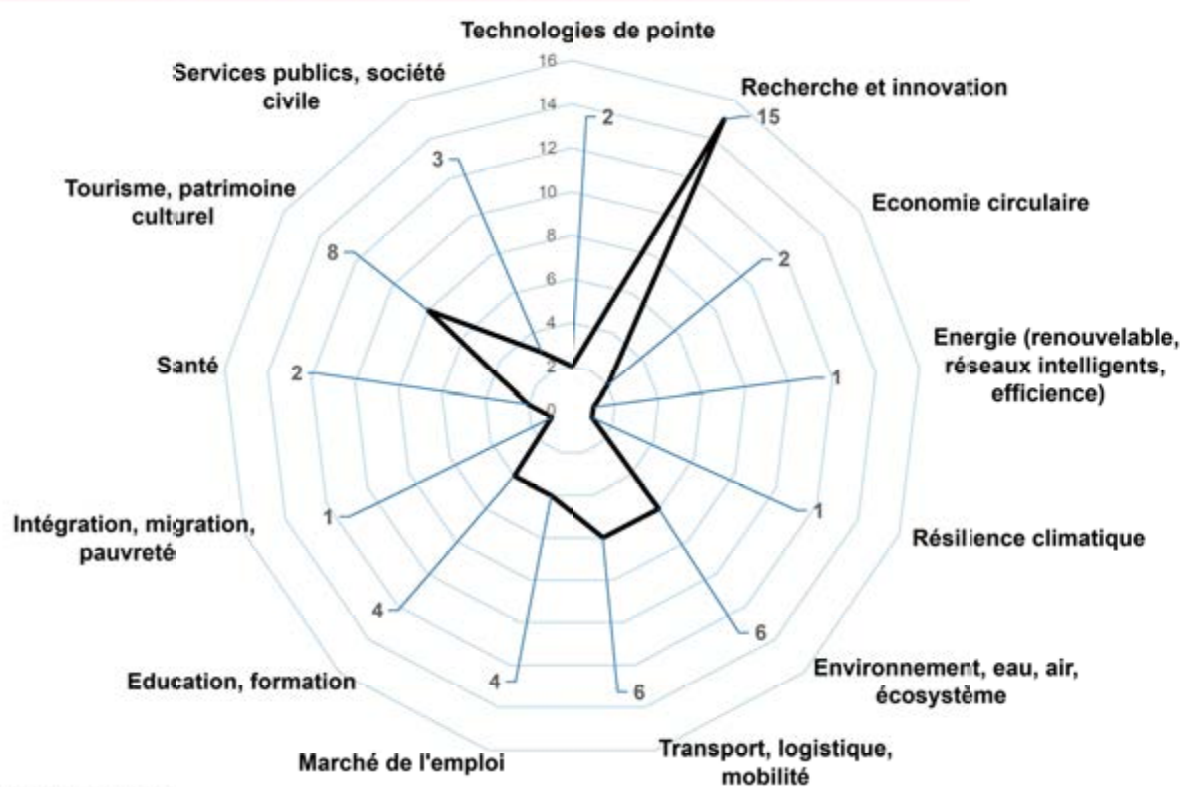 Technologies de pointe
16
14
12
10
8
6
4
2
0
2
Recherche et innovation
15
Economie circulaire
2
Energie (renouvelable,
réseaux intelligents,
efficience)
1
Résilience climatique
1
Environnement, eau, air,
écosystème
6
Transport, logistique,
mobilité
6
Marché de l'emploi
4
Education, formation
4
Intégration, migration,
pauvreté
1
Santé
2
Tourisme, patrimoine
culturel
8
Services publics, société
civile
3